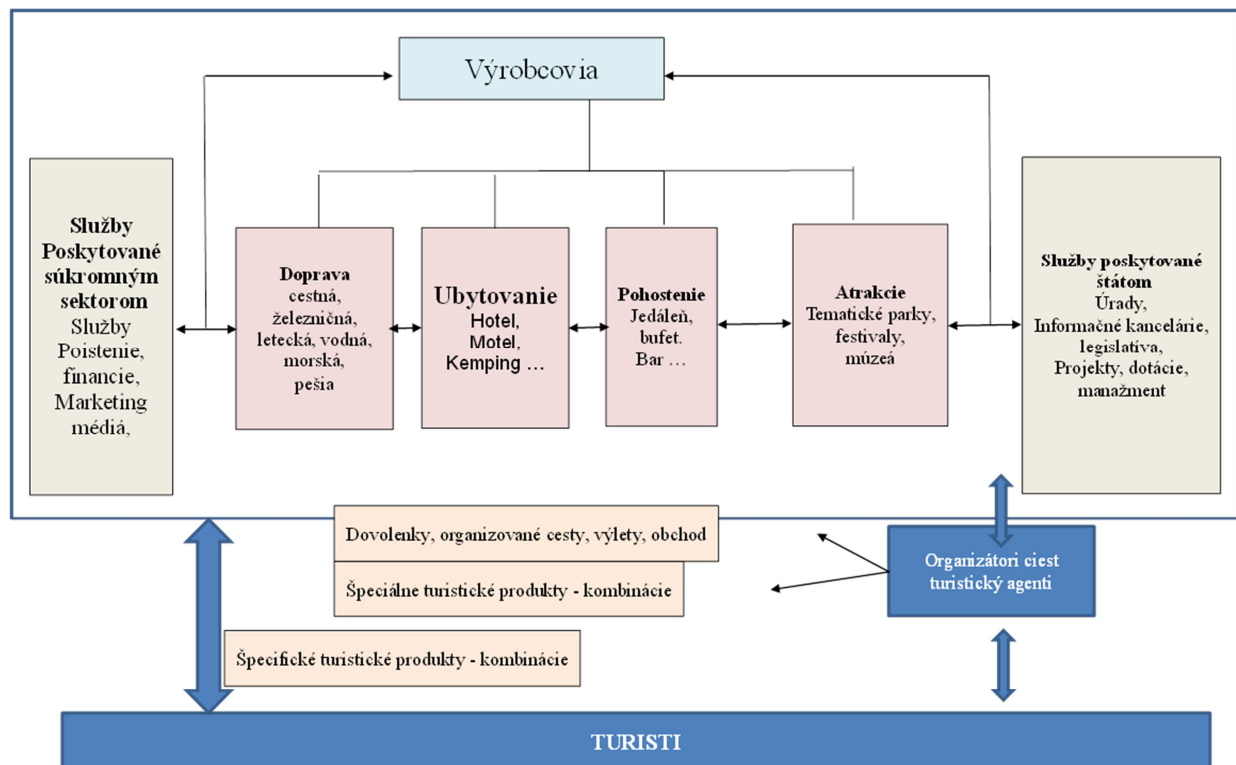 Výrobcovia
Služby
Poskytované
súkromným
sektorom
Služby
Poistenie,
financie,
Marketing
médiá,
Doprava
cestná,
železničná,
letecká, vodná,
morská,
pešia
Ubytovanie
Hotel,
Motel,
Kemping ...
Pohostenie
Jedáleň,
bufet.
Bar ...
Atrakcie
Tematické parky,
festivaly,
múzeá
Služby poskytované
štátom
Úrady,
Informačné kancelárie,
legislatíva,
Projekty, dotácie,
manažment
Dovolenky, organizované cesty, výlety, obchod
Špeciálne turistické produkty - kombinácie
Organizátori ciest
turistický agenti
Špecifické turistické produkty - kombinácie
TURISTI